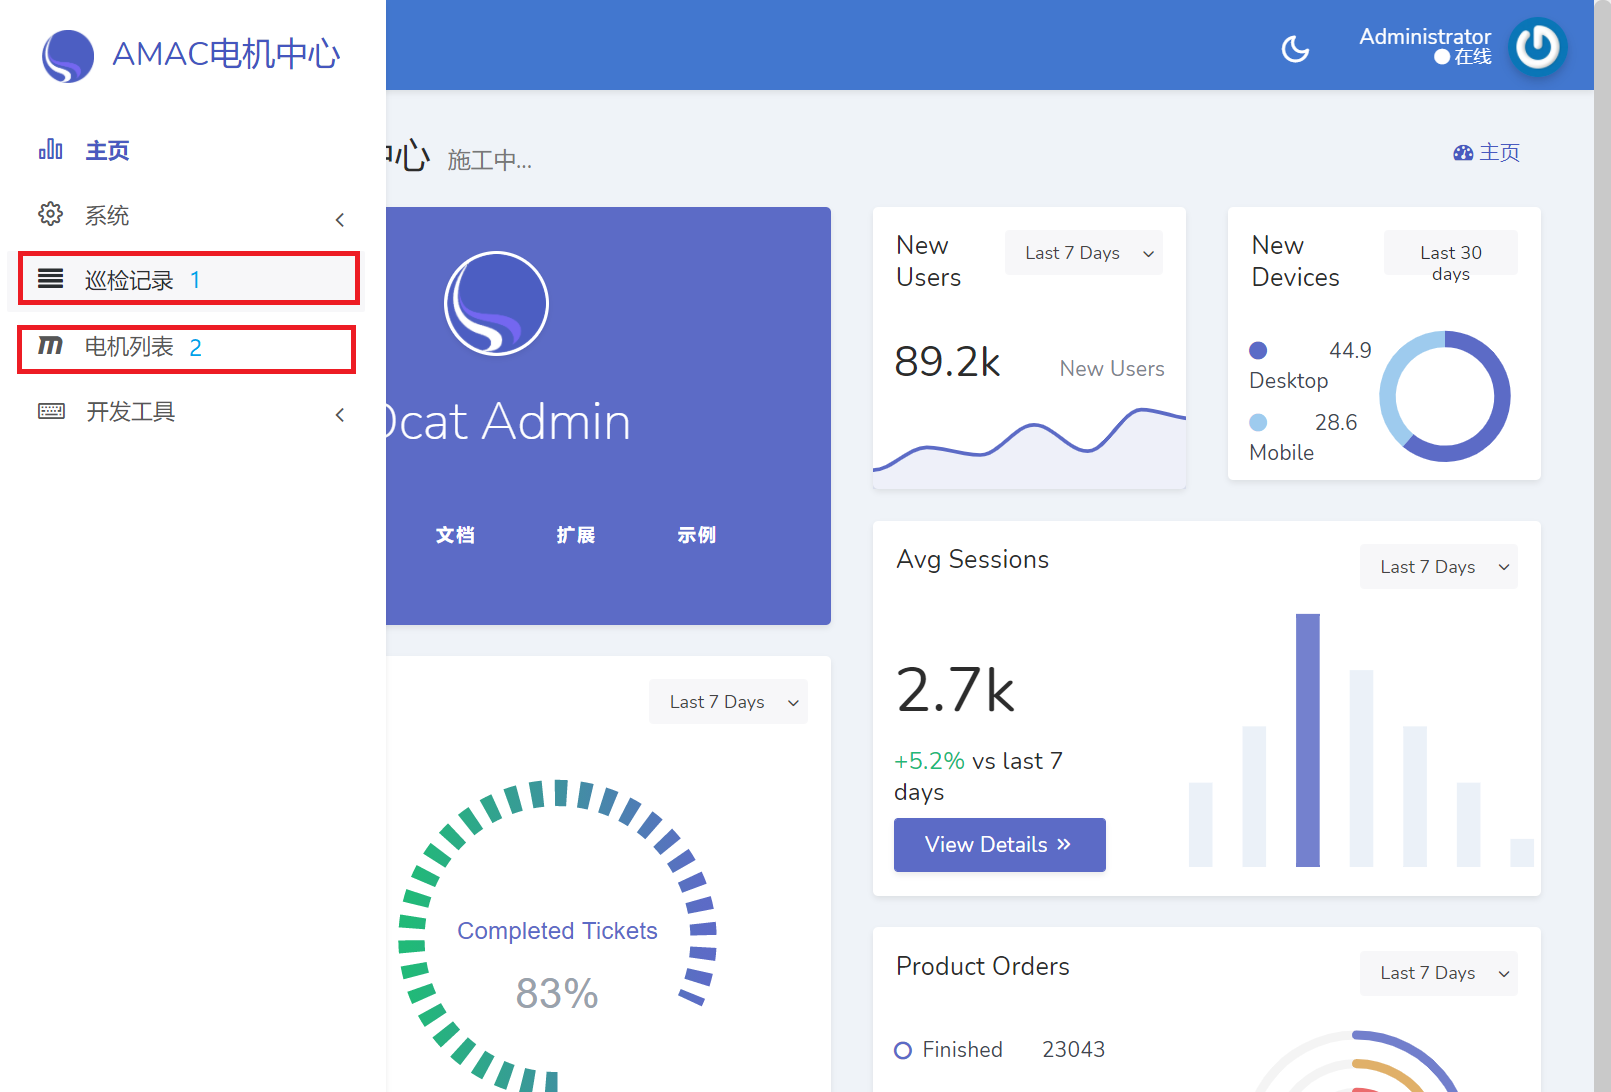 AMAC电机中心
主页
系统
巡检记录 1
电机列表 2
开发工具
Administrator
在线
中心 施工中...
主页
Dcat Admin
文档 扩展 示例
New Users
Last 7 Days
89.2k
New Users
New Devices
Last 30 days
44.9
Desktop
28.6
Mobile
Avg Sessions
Last 7 Days
2.7k
+5.2% vs last 7 days
View Details »
Last 7 Days
Completed Tickets
83%
Product Orders
Last 7 Days
Finished 23043